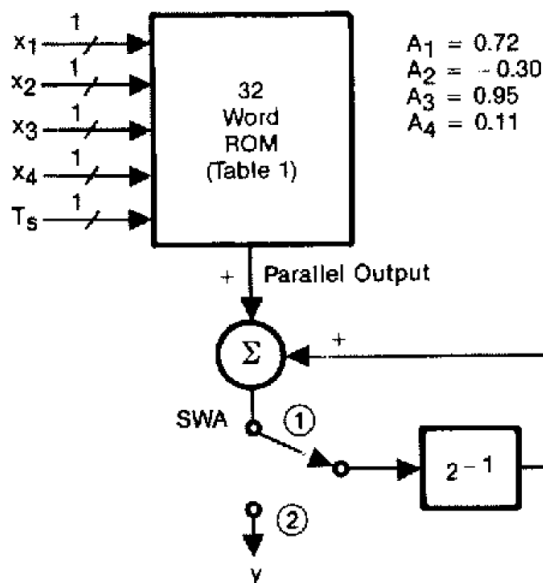 1
x1
1
x2
1
x3
1
x4
1
Ts
32
Word
ROM
(Table 1)
A1 = 0.72
A2 = -0.30
A3 = 0.95
A4 = 0.11
+ Parallel Output
+
Σ
SWA
①
2⁻¹
②
y